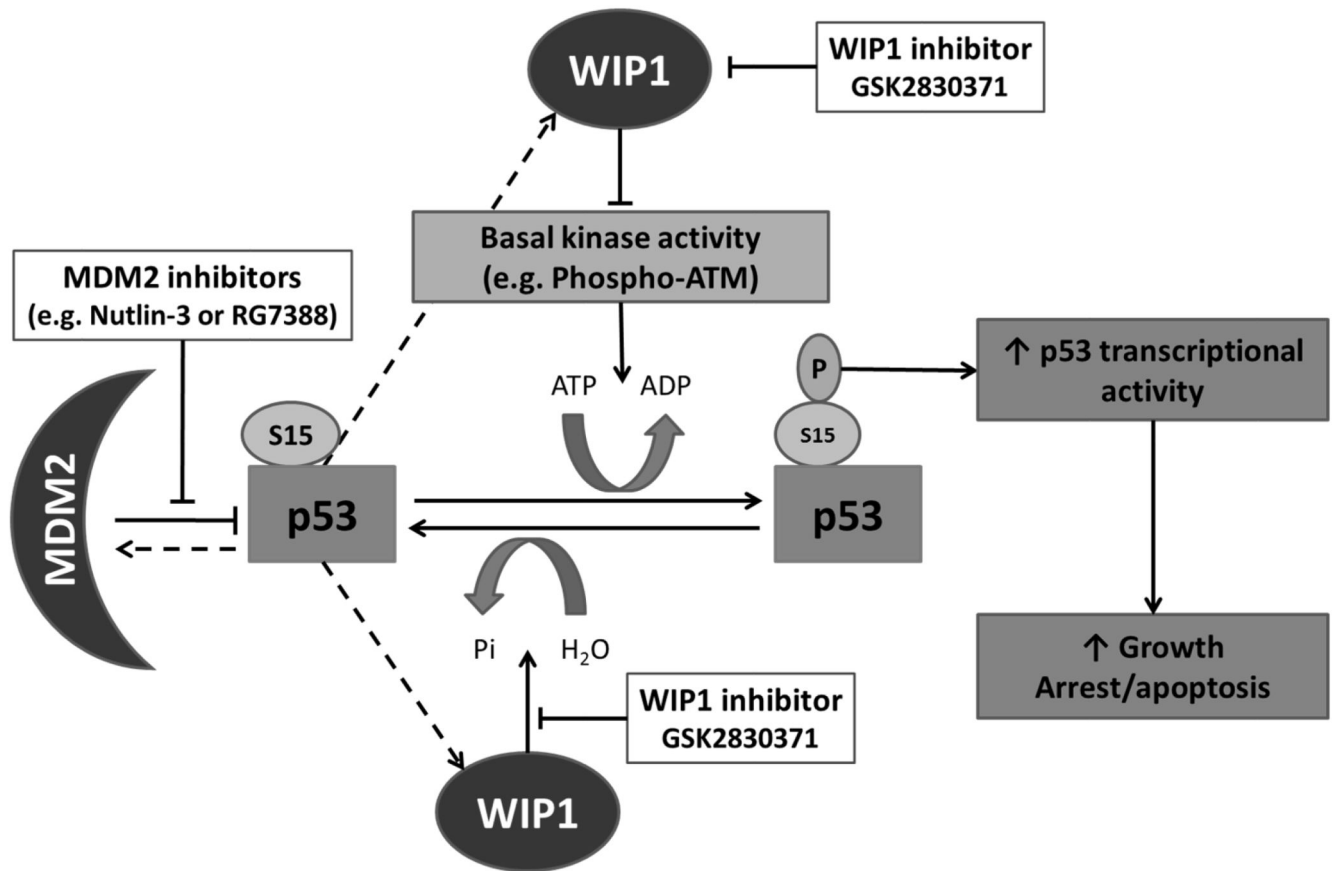 WIP1
WIP1 inhibitor
GSK2830371
Basal kinase activity
(e.g. Phospho-ATM)
MDM2 inhibitors
(e.g. Nutlin-3 or RG7388)
ATP
ADP
P
S15
↑ p53 transcriptional
activity
S15
MDM2
p53
p53
Pi
H₂O
↑ Growth
Arrest/apoptosis
WIP1 inhibitor
GSK2830371
WIP1